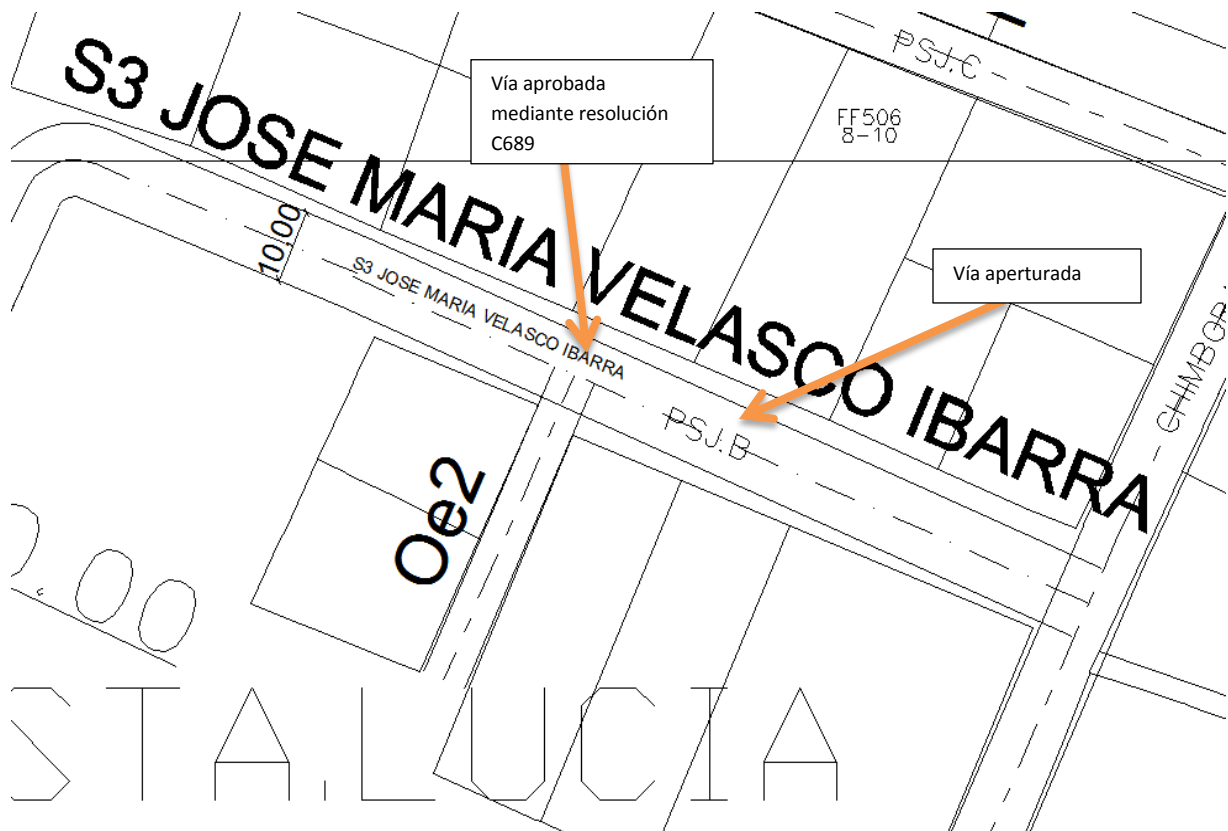 PSJ.C
Vía aprobada
mediante resolución
C689
FF506
8-10
S3 JOSE MARIA VELASCO IBARRA
10,00
S3 JOSE MARIA VELASCO IBARRA
Vía aperturada
PSJ.B
Oe2
.00
STA.LUCIA